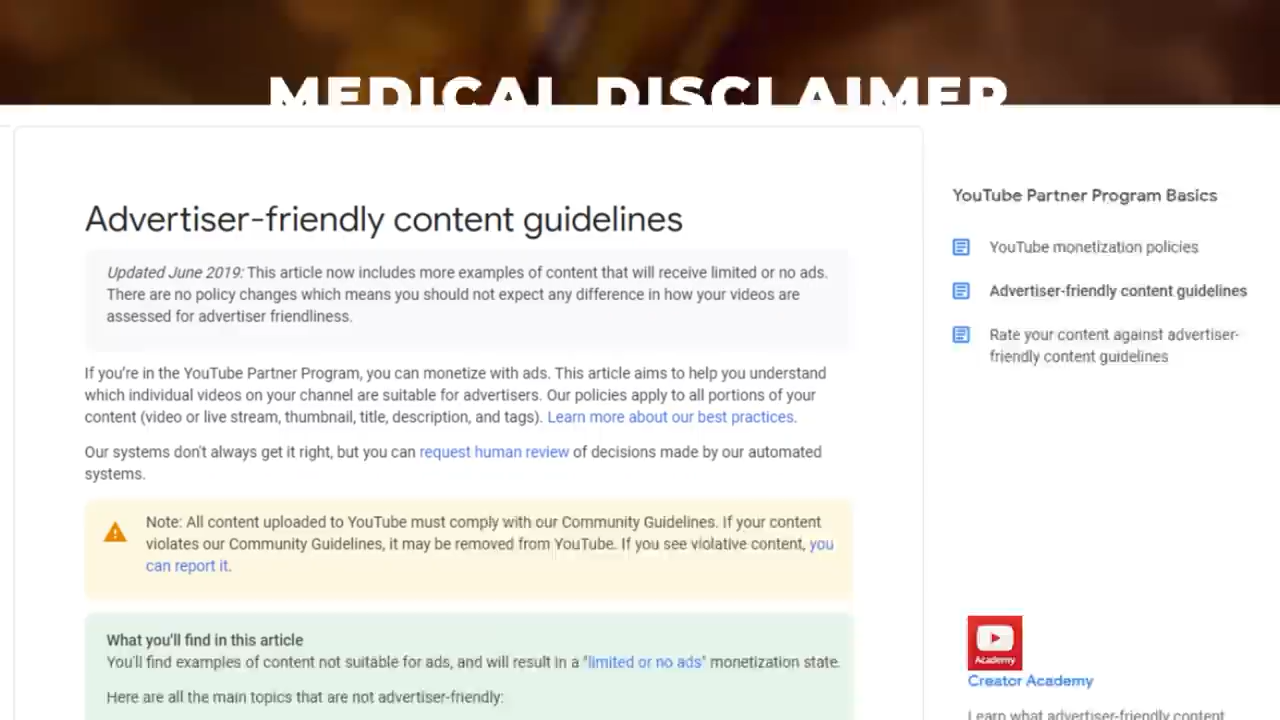 MEDICAL DISCLAIMER
Advertiser-friendly content guidelines
Updated June 2019: This article now includes more examples of content that will receive limited or no ads.
There are no policy changes which means you should not expect any difference in how your videos are
assessed for advertiser friendliness.
If you're in the YouTube Partner Program, you can monetize with ads. This article aims to help you understand
which individual videos on your channel are suitable for advertisers. Our policies apply to all portions of your
content (video or live stream, thumbnail, title, description, and tags). Learn more about our best practices.
Our systems don't always get it right, but you can request human review of decisions made by our automated
systems.
Note: All content uploaded to YouTube must comply with our Community Guidelines. If your content
violates our Community Guidelines, it may be removed from YouTube. If you see violative content, you
can report it.
What you'll find in this article
You'll find examples of content not suitable for ads, and will result in a "limited or no ads" monetization state.
Here are all the main topics that are not advertiser-friendly:
YouTube Partner Program Basics
YouTube monetization policies
Advertiser-friendly content guidelines
Rate your content against advertiser-
friendly content guidelines
Academy
Creator Academy
Learn what advertiser-friendly content